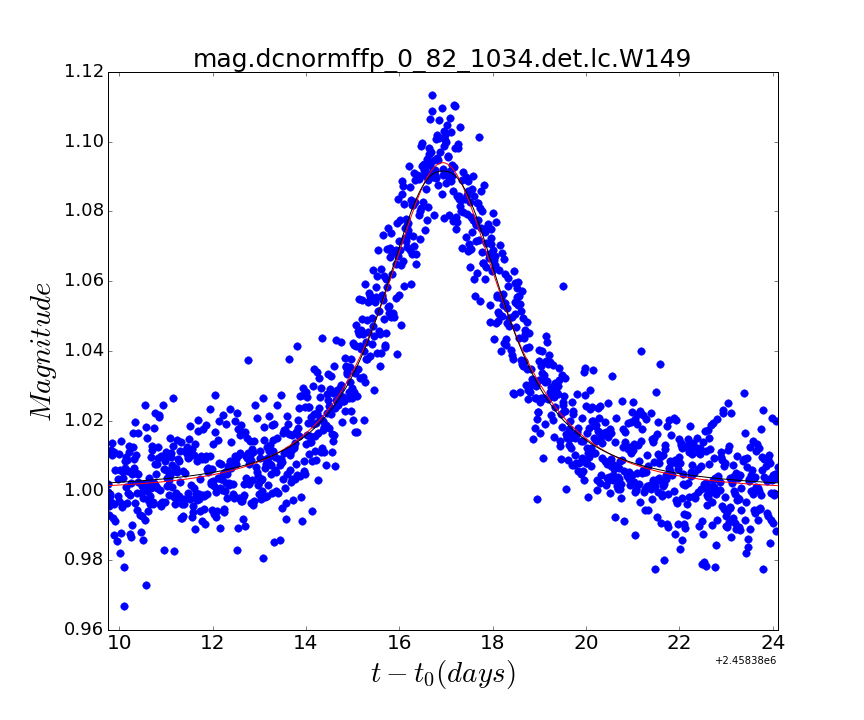 mag.dcnormffp_0_82_1034.det.lc.W149
1.12
1.10
1.08
1.06
1.04
1.02
1.00
0.98
0.96
Magnitude
10 12 14 16 18 20 22 24
+2.45838e6
t − t₀(days)